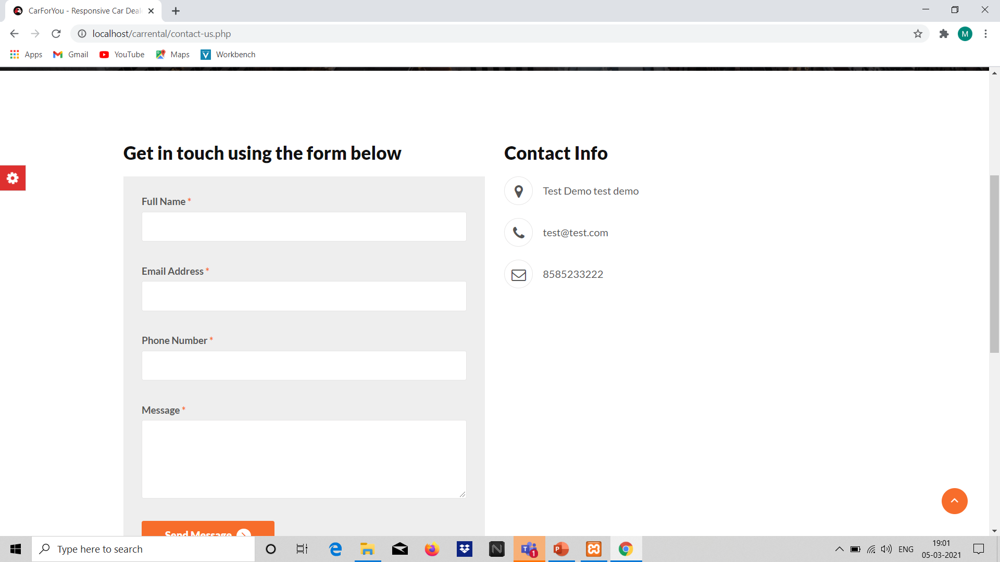 CarForYou - Responsive Car Deal
localhost/carrental/contact-us.php
M
Apps
Gmail
YouTube
Maps
Workbench
Get in touch using the form below
Contact Info
Full Name *
Test Demo test demo
test@test.com
Email Address *
8585233222
Phone Number *
Message *
Send Message
Type here to search
1
ENG
19:01
05-03-2021